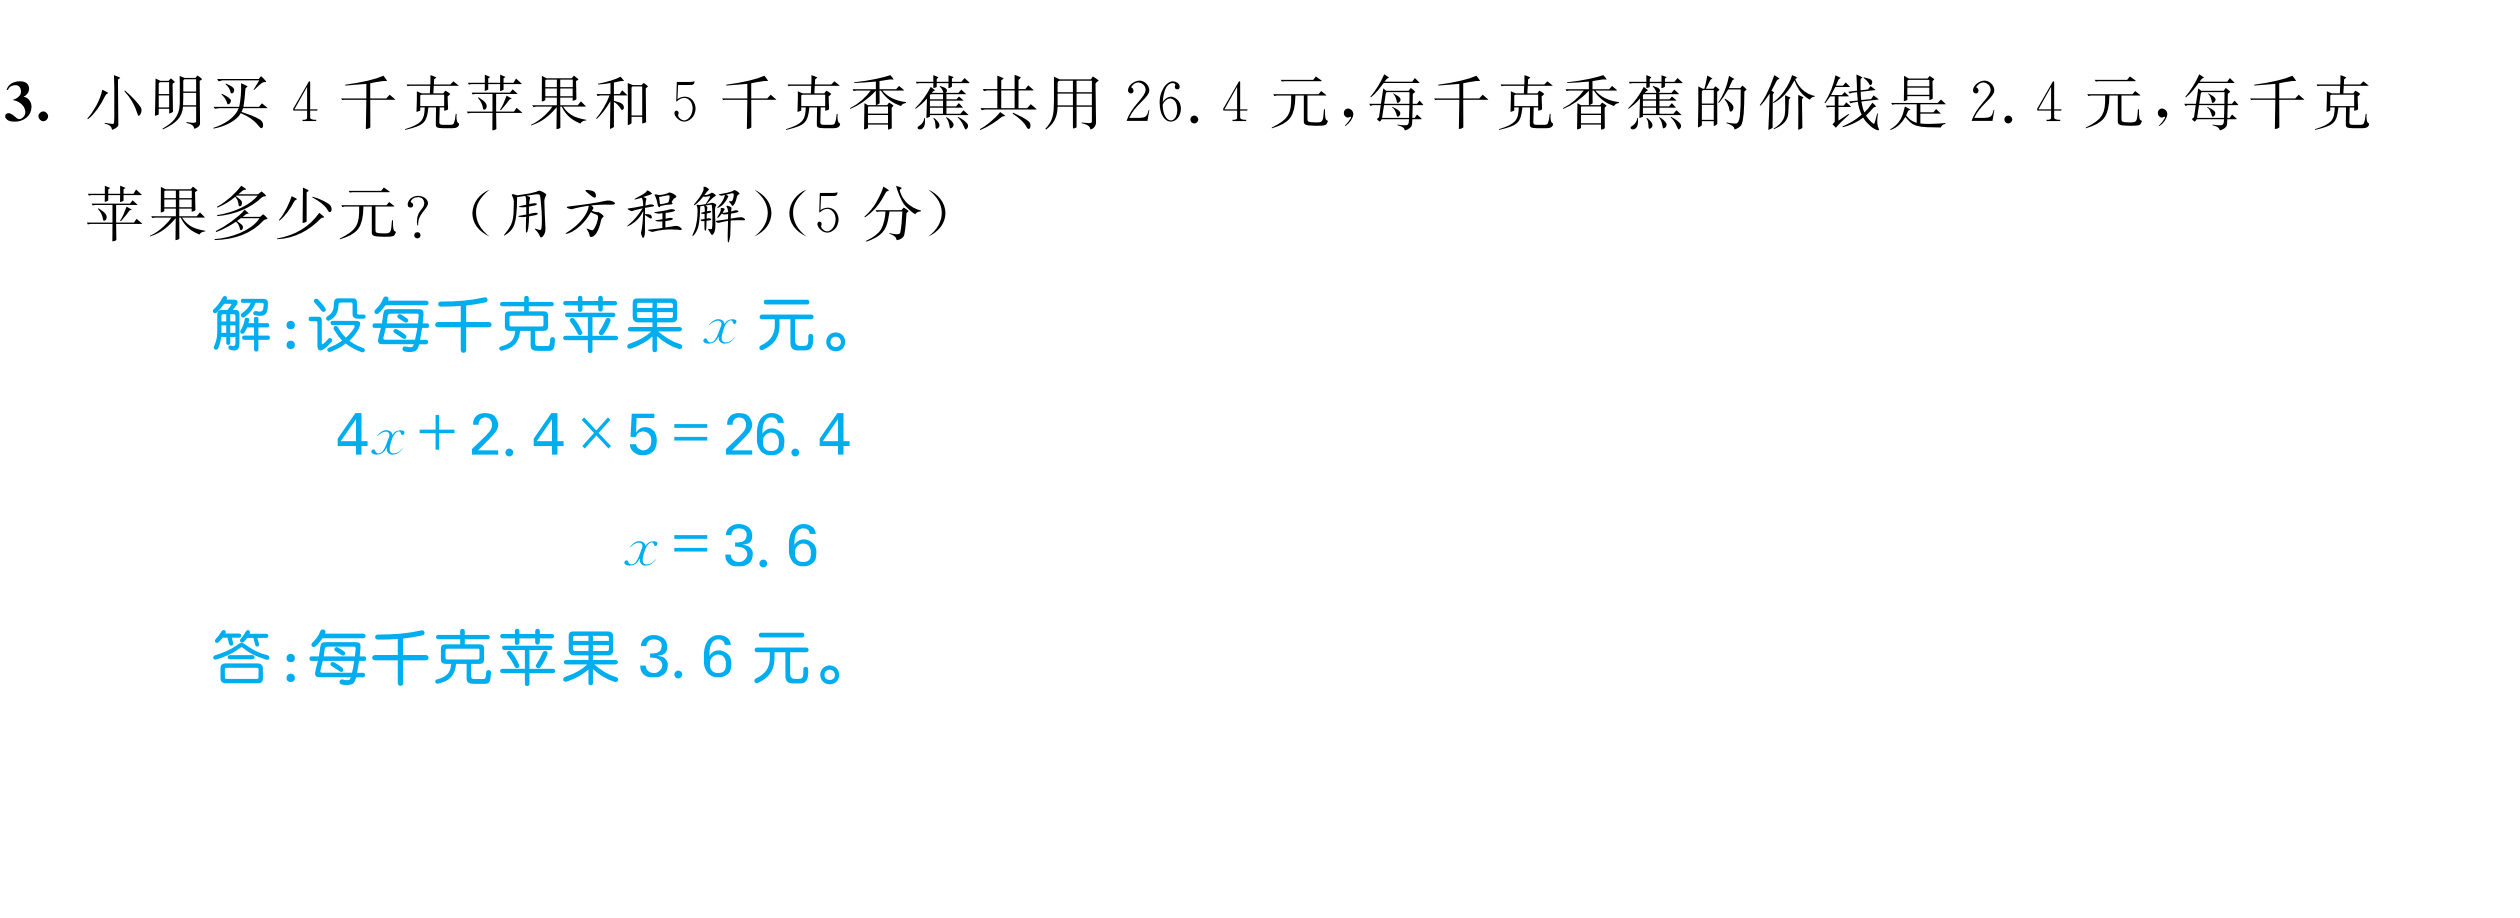 3. 小明买 4 千克苹果和 5 千克香蕉共用 26. 4 元, 每千克香蕉的价格是 2. 4 元, 每千克
苹果多少元? (用方程解) (5 分)
解: 设每千克苹果 x 元。
4x+2. 4×5=26. 4
x=3. 6
答: 每千克苹果 3. 6 元。